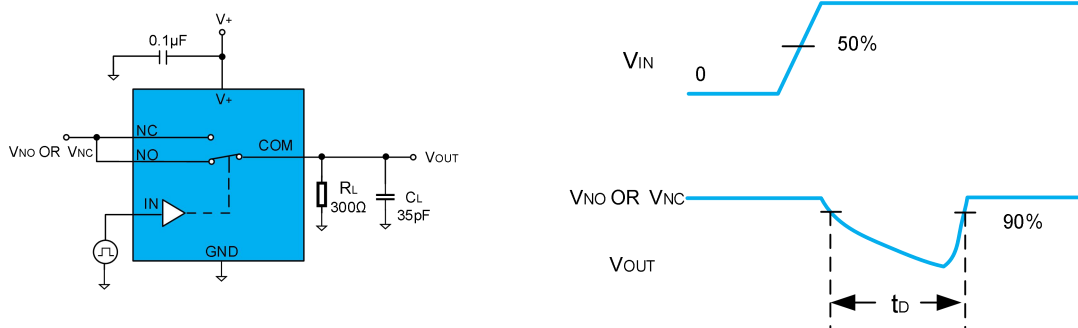 V+
0.1µF
V+
NC
VNO OR VNC
NO
COM
VOUT
IN
RL
300Ω
CL
35pF
GND
VIN
0
50%
VNO OR VNC
90%
VOUT
tD